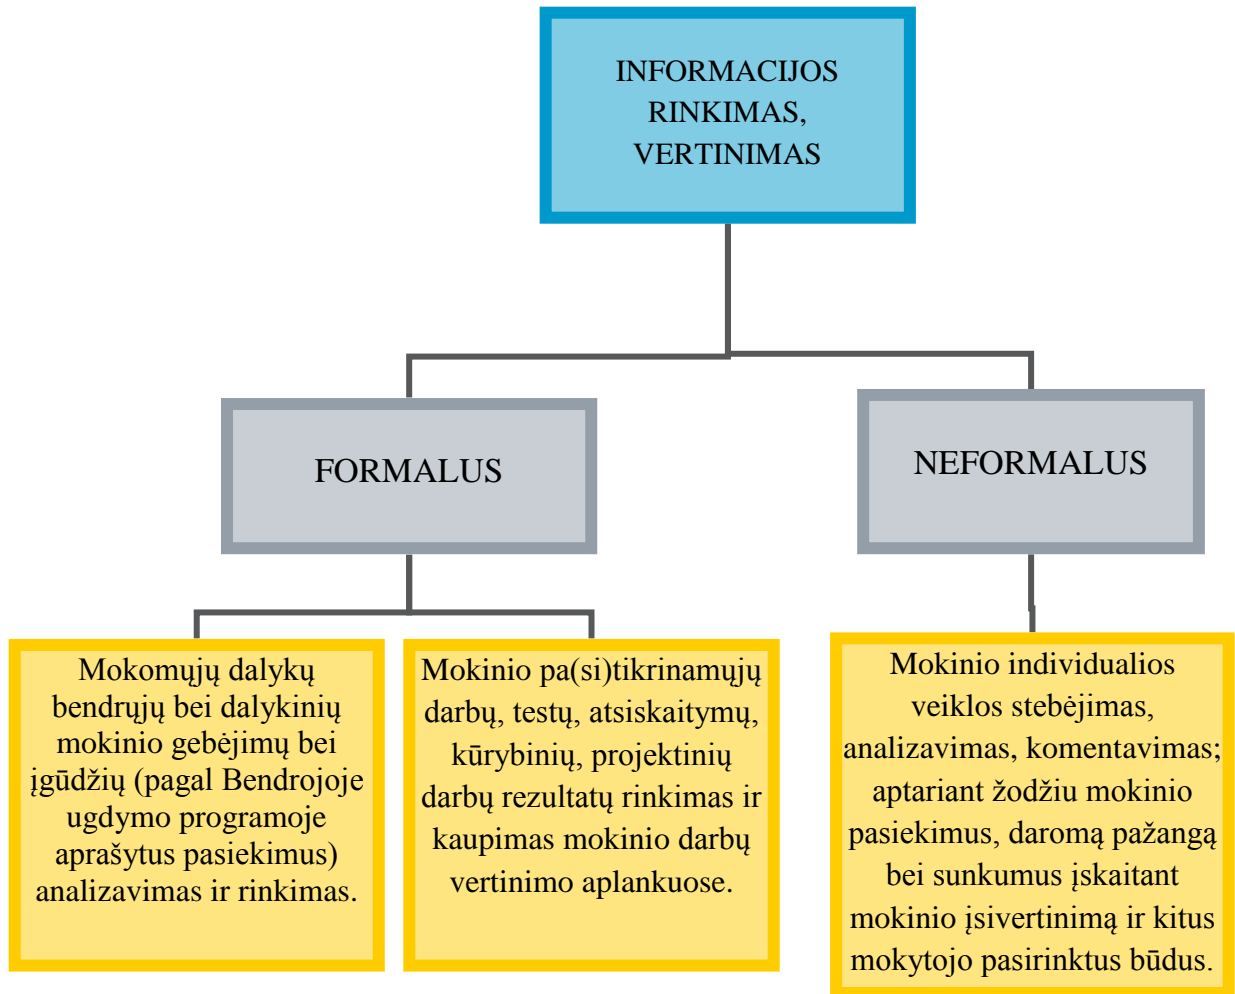 INFORMACIJOS
RINKIMAS,
VERTINIMAS
FORMALUS
NEFORMALUS
Mokomųjų dalykų
bendrųjų bei dalykinių
mokinio gebėjimų bei
įgūdžių (pagal Bendrojoje
ugdymo programoje
aprašytus pasiekimus)
analizavimas ir rinkimas.
Mokinio pa(si)tikrinamųjų
darbų, testų, atsiskaitymų,
kūrybinių, projektinių
darbų rezultatų rinkimas ir
kaupimas mokinio darbų
vertinimo aplankuose.
Mokinio individualios
veiklos stebėjimas,
analizavimas, komentavimas;
aptariant žodžiu mokinio
pasiekimus, daromą pažangą
bei sunkumus įskaitant
mokinio įsivertinimą ir kitus
mokytojo pasirinktus būdus.